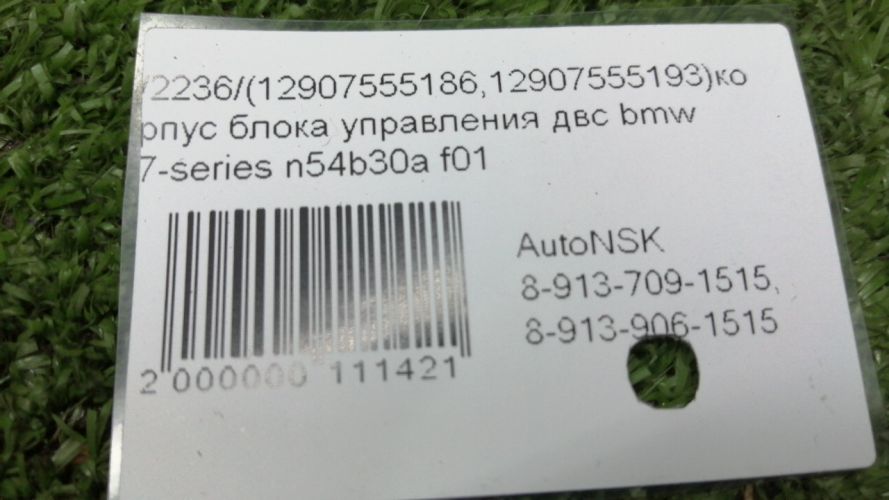 /2236/(12907555186,12907555193)ко
рпус блока управления двс bmw
7-series n54b30a f01
AutoNSK
8-913-709-1515,
8-913-906-1515
2 000000 111421